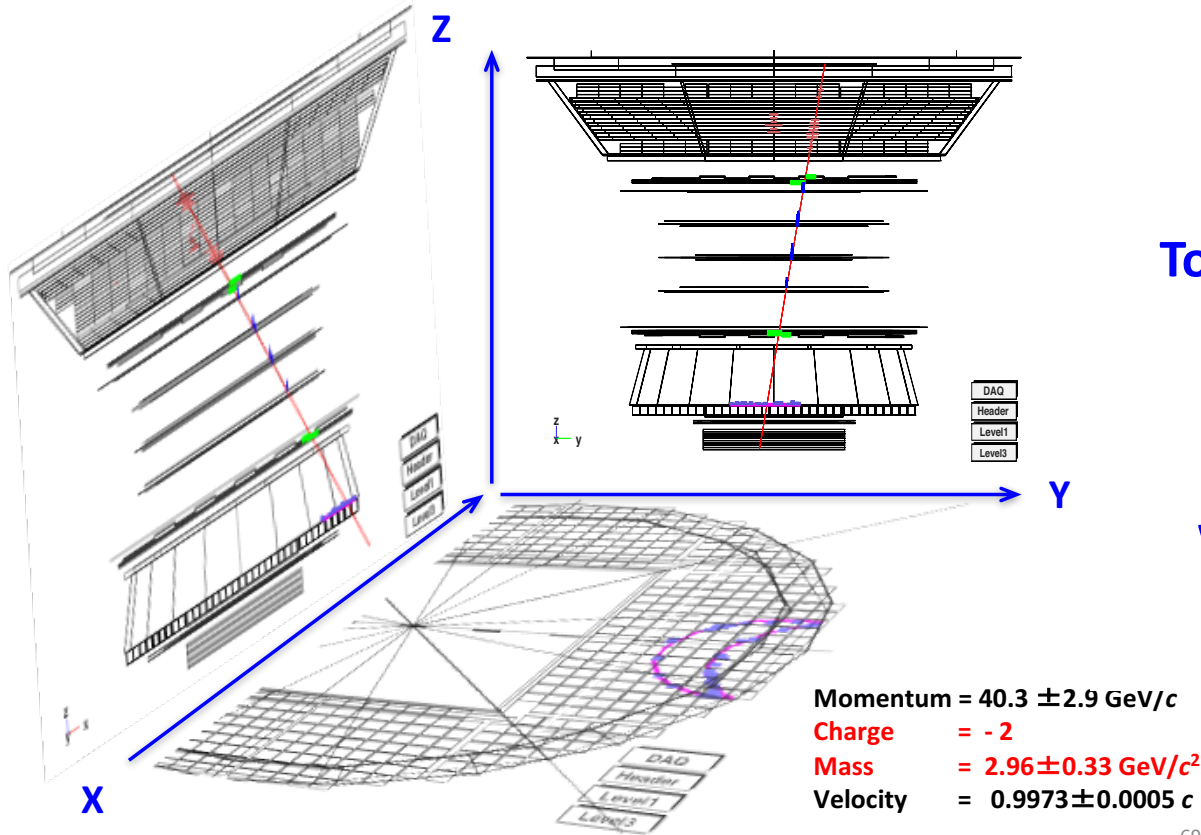 Z
To
DAQ
Header
Level1
Level3
z
x y
DAQ
Header
Level1
Level3
Y
z
x
y
X
DAQ
Header
Level1
Level3
Momentum = 40.3 ±2.9 GeV/c
Charge = - 2
Mass = 2.96±0.33 GeV/c²
Velocity = 0.9973±0.0005 c